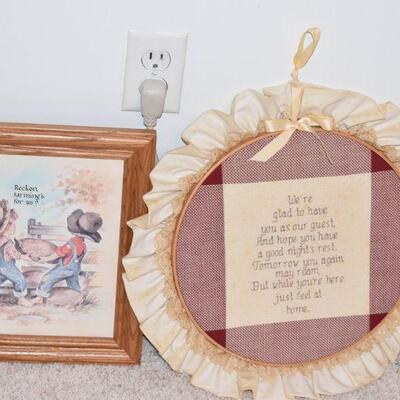 Reckon
farming's
for us?
We're
glad to have
you as our guest,
And hope you have
a good night's rest.
Tomorrow you again
may roam,
But while you're here
just feel at
home.